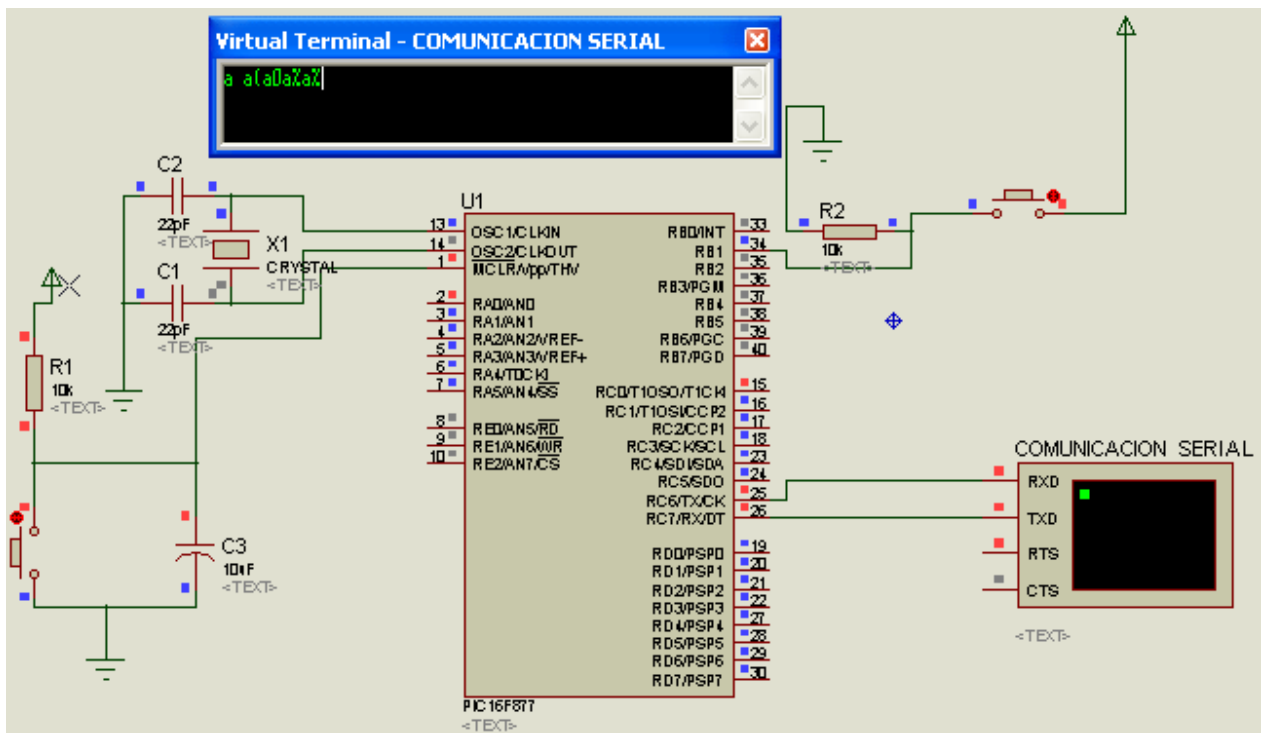 Virtual Terminal - COMUNICACION SERIAL
C2
22pF
<TEXT>
X1
CRYSTAL
<TEXT>
C1
22pF
<TEXT>
R1
10k
<TEXT>
C3
10uF
<TEXT>
U1
13 OSC1/CLKIN
14 OSC2/CLKOUT
1 MCLR/Vpp/THV
2 RA0/AN0
3 RA1/AN1
4 RA2/AN2/VREF-
5 RA3/AN3/VREF+
6 RA4/T0CKI
7 RA5/AN4/SS
8 RE0/AN5/RD
9 RE1/AN6/WR
10 RE2/AN7/CS
RB0/INT 33
RB1 34
RB2 35
RB3/PGM 36
RB4 37
RB5 38
RB6/PGC 39
RB7/PGD 40
RC0/T1OSO/T1CKI 15
RC1/T1OSI/CCP2 16
RC2/CCP1 17
RC3/SCK/SCL 18
RC4/SDI/SDA 23
RC5/SDO 24
RC6/TX/CK 25
RC7/RX/DT 26
RD0/PSP0 19
RD1/PSP1 20
RD2/PSP2 21
RD3/PSP3 22
RD4/PSP4 27
RD5/PSP5 28
RD6/PSP6 29
RD7/PSP7 30
PIC16F877
<TEXT>
R2
10k
<TEXT>
COMUNICACION SERIAL
RXD
TXD
RTS
CTS
<TEXT>